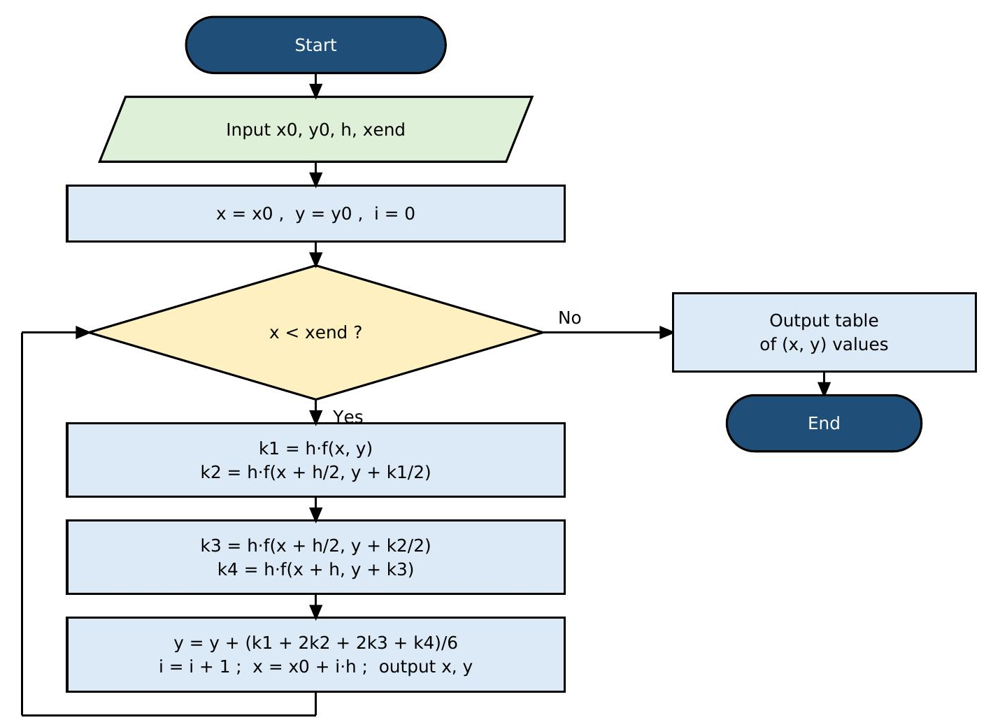 Start
Input x0, y0, h, xend
x = x0 , y = y0 , i = 0
x < xend ?
No
Output table
of (x, y) values
End
Yes
k1 = h·f(x, y)
k2 = h·f(x + h/2, y + k1/2)
k3 = h·f(x + h/2, y + k2/2)
k4 = h·f(x + h, y + k3)
y = y + (k1 + 2k2 + 2k3 + k4)/6
i = i + 1 ; x = x0 + i·h ; output x, y